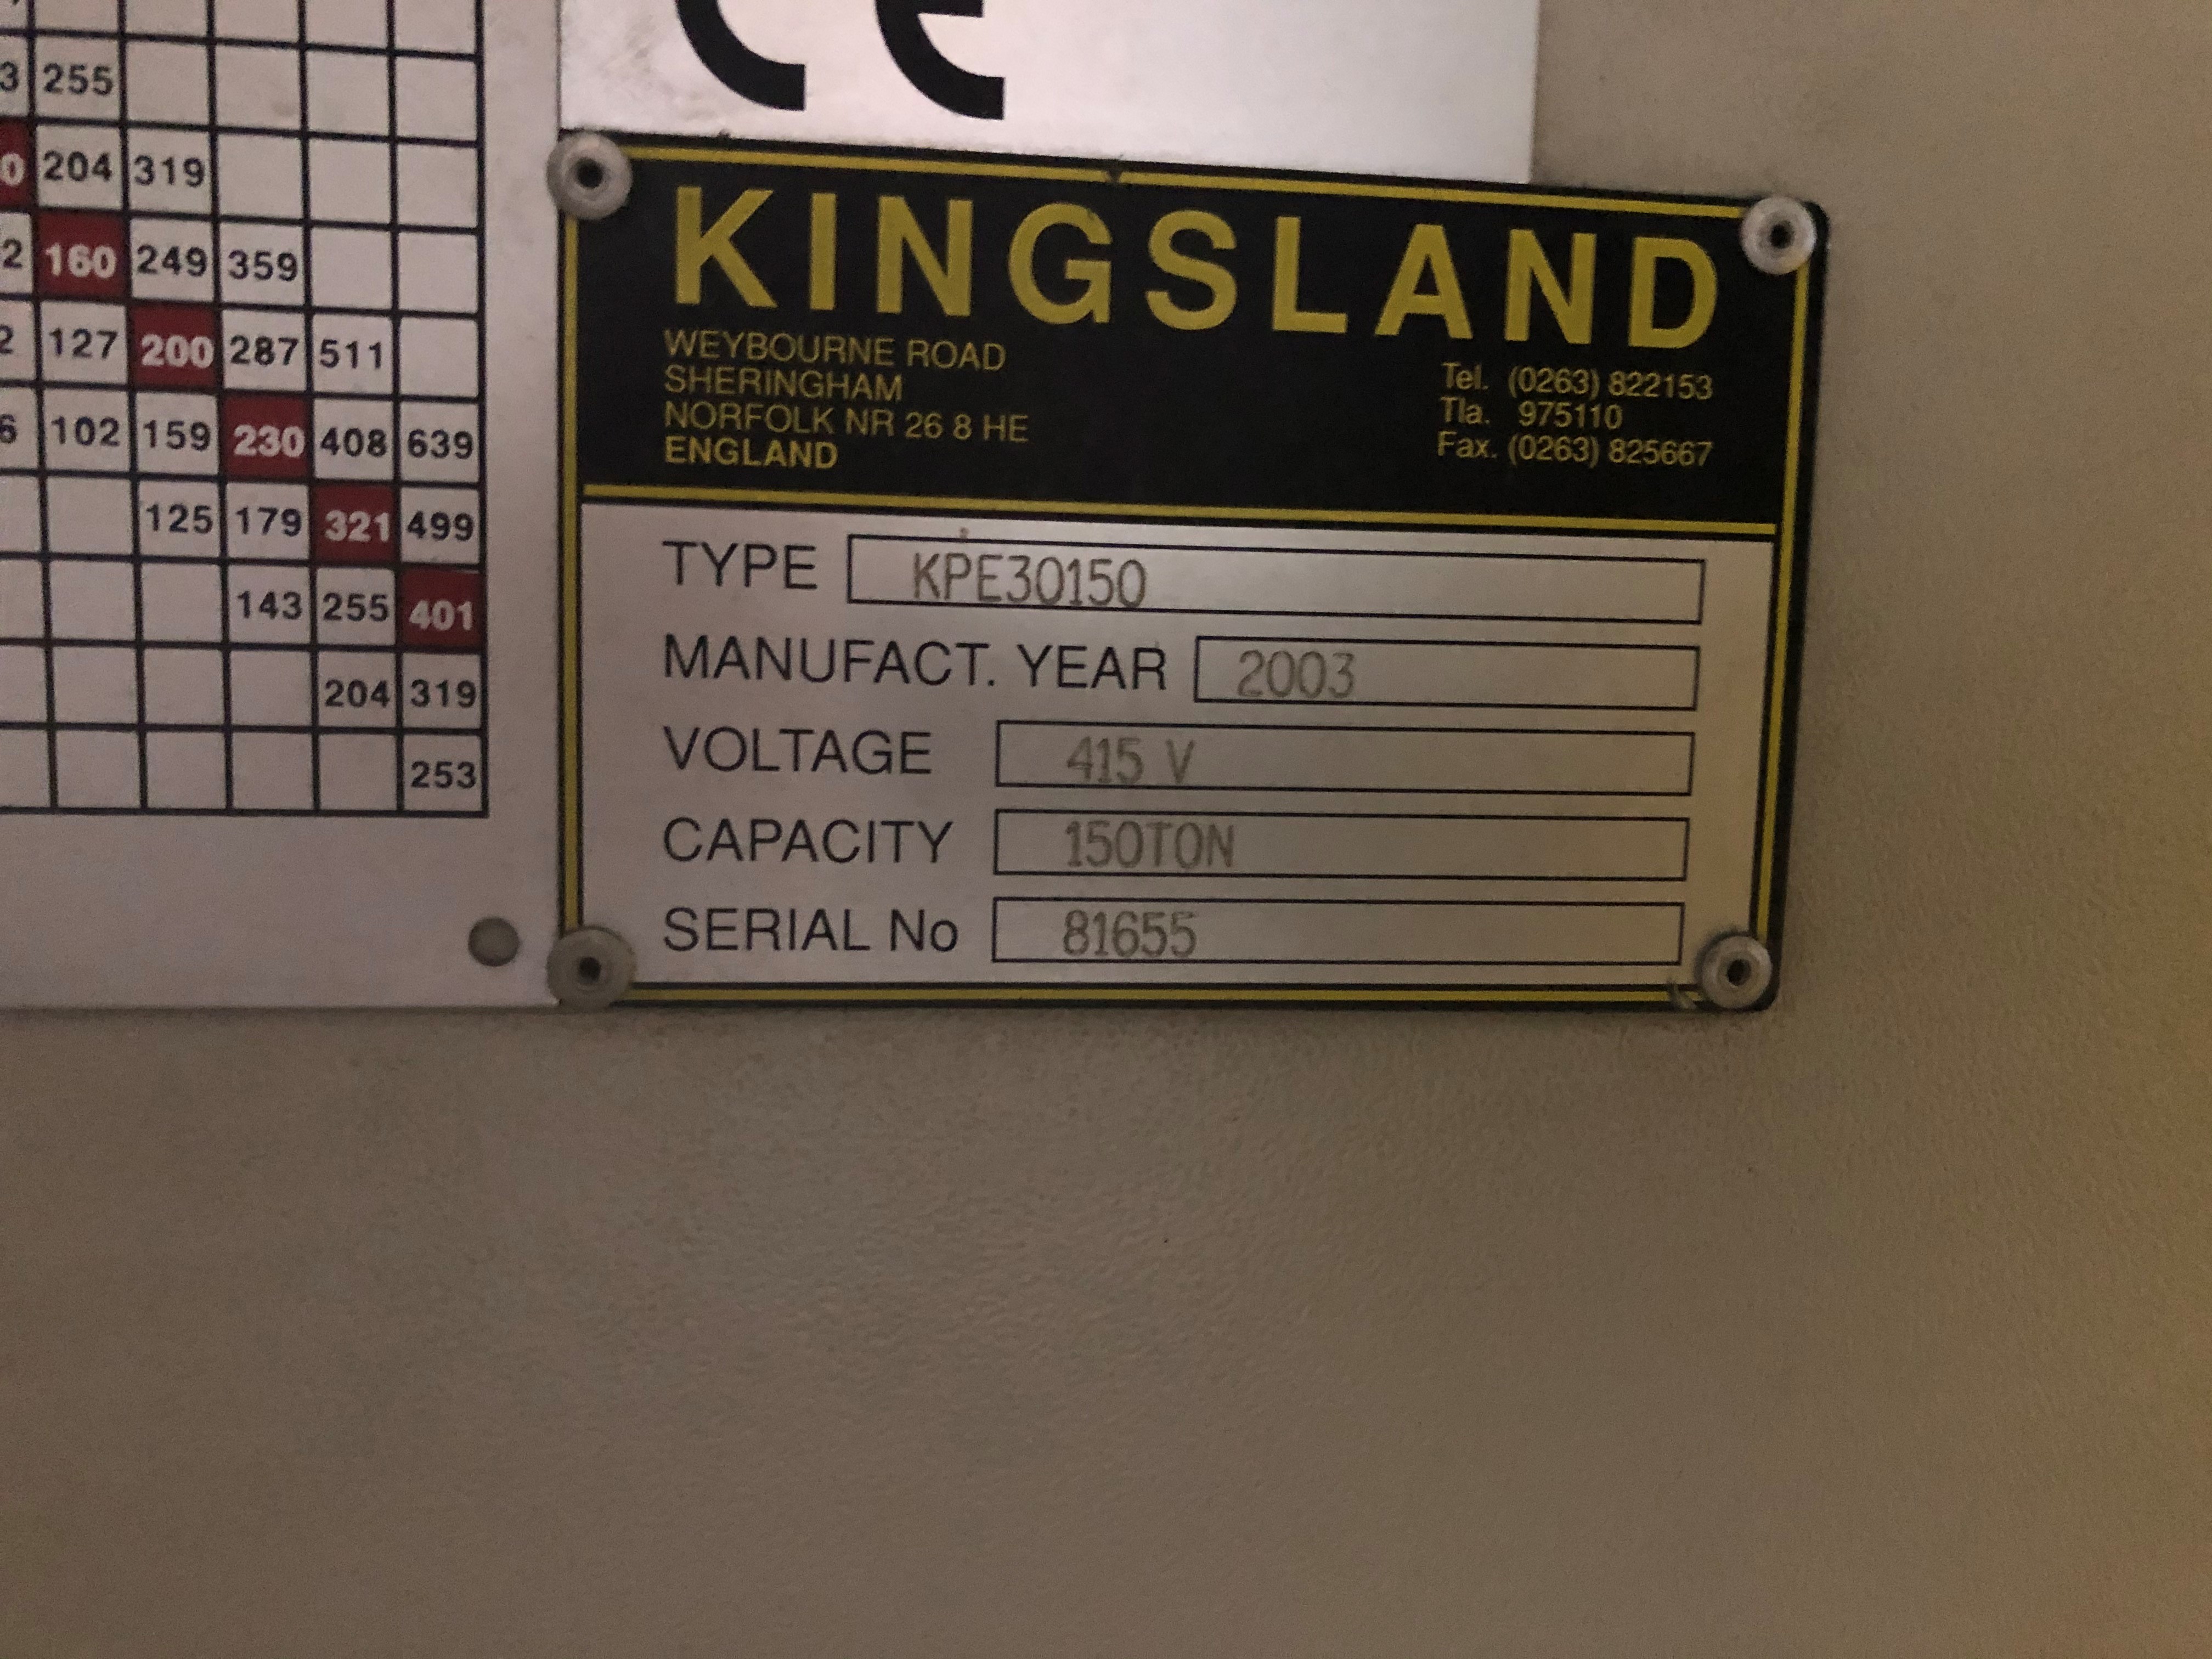 CE
255
204 319
160 249 359
127 200 287 511
102 159 230 408 639
125 179 321 499
143 255 401
204 319
253
KINGSLAND
WEYBOURNE ROAD
SHERINGHAM
NORFOLK NR 26 8 HE
ENGLAND
Tel. (0263) 822153
Tla. 975110
Fax. (0263) 825667
TYPE KPE30150
MANUFACT. YEAR 2003
VOLTAGE 415 V
CAPACITY 150TON
SERIAL No 81655